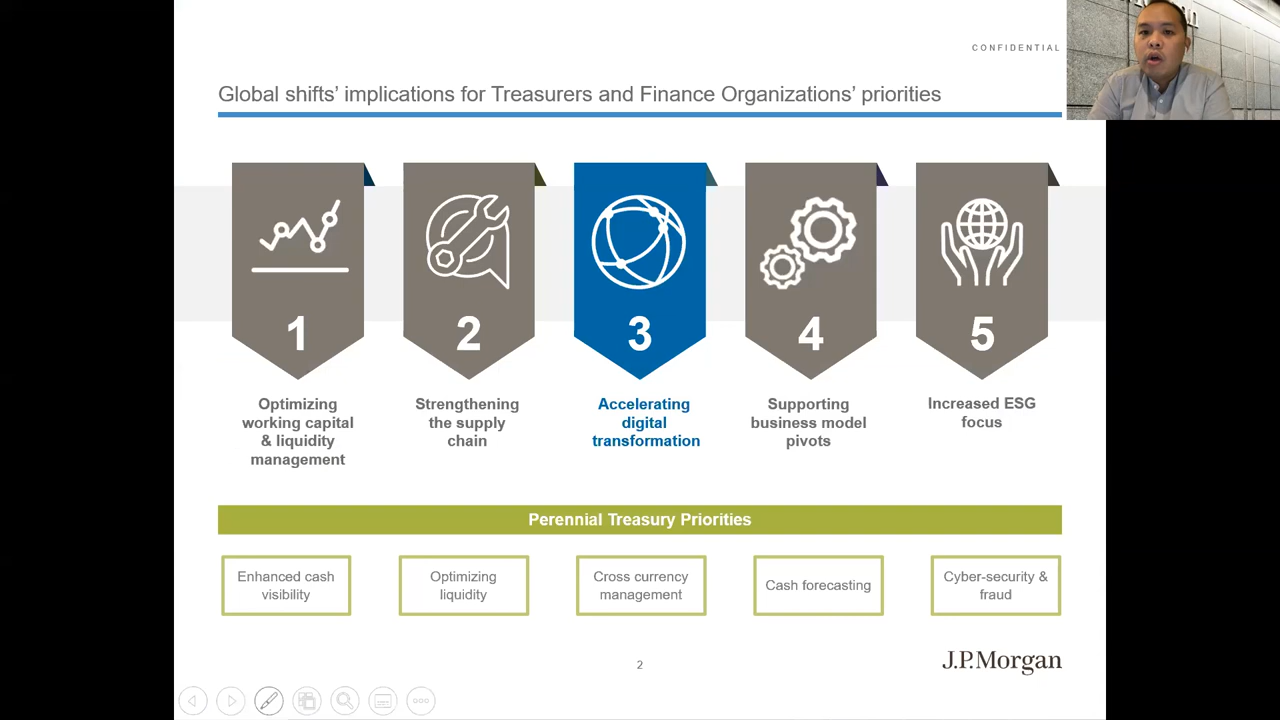 CONFIDENTIAL
Global shifts' implications for Treasurers and Finance Organizations' priorities
1
2
3
4
5
Optimizing
working capital
& liquidity
management
Strengthening
the supply
chain
Accelerating
digital
transformation
Supporting
business model
pivots
Increased ESG
focus
Perennial Treasury Priorities
Enhanced cash
visibility
Optimizing
liquidity
Cross currency
management
Cash forecasting
Cyber-security &
fraud
2
J.P.Morgan